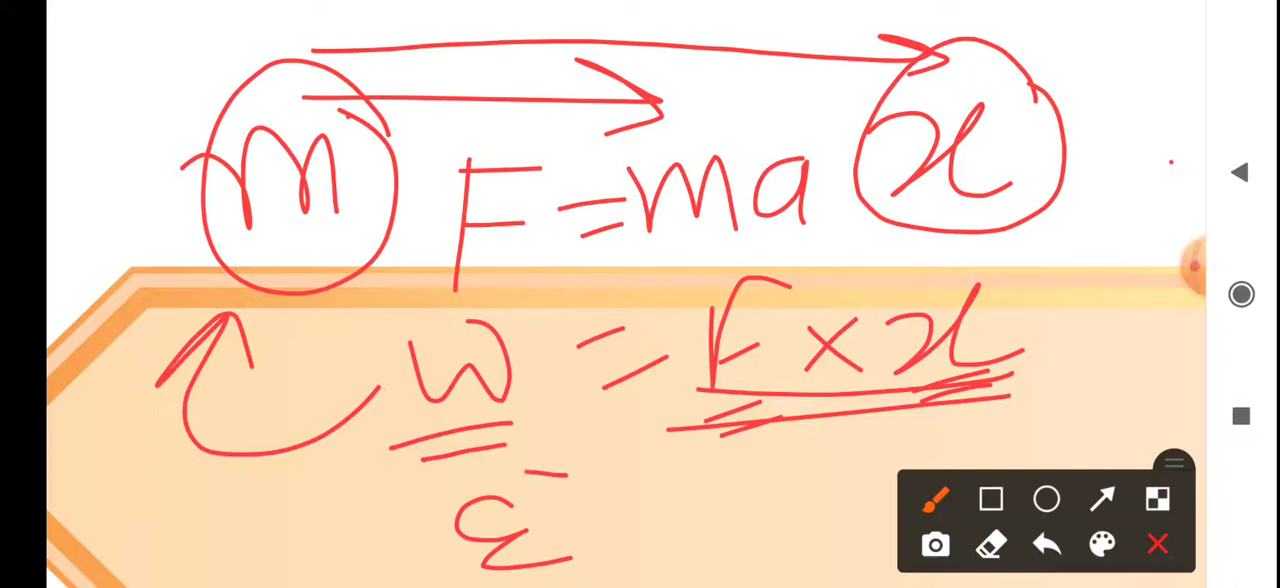 m F = ma x
W = F × x